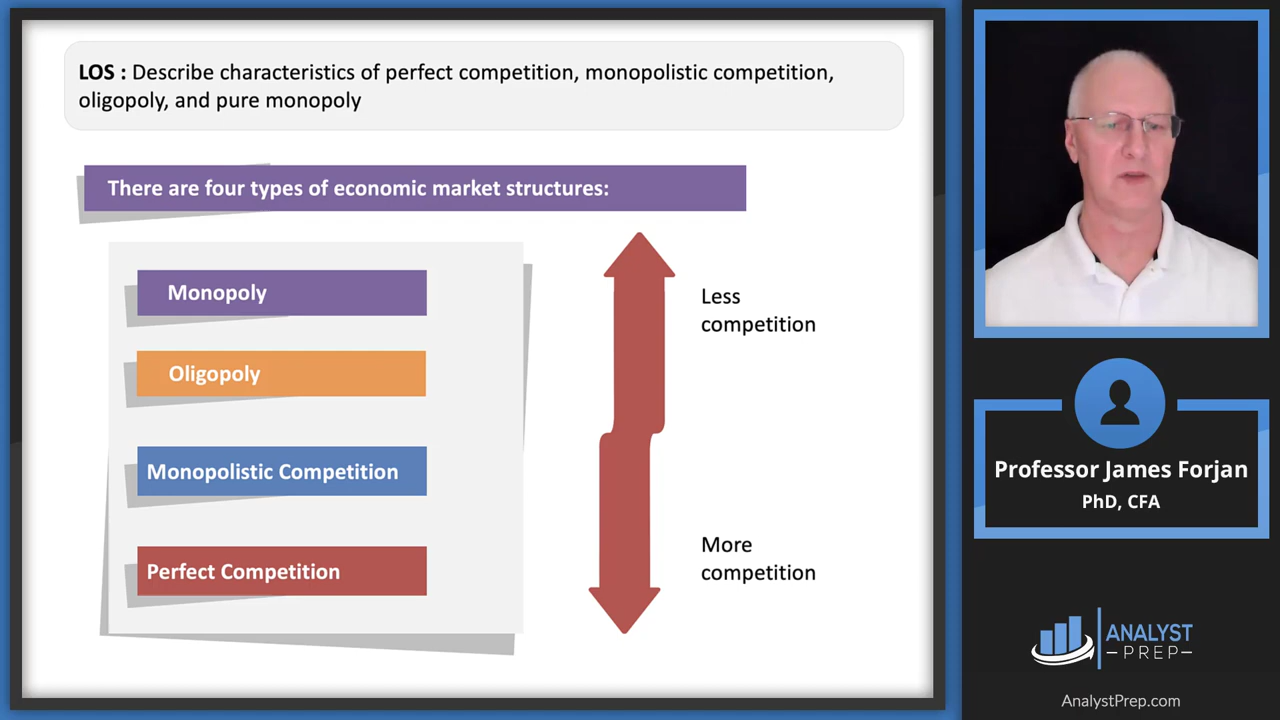 LOS : Describe characteristics of perfect competition, monopolistic competition,
oligopoly, and pure monopoly
There are four types of economic market structures:
Monopoly
Oligopoly
Monopolistic Competition
Perfect Competition
Less
competition
More
competition
Professor James Forjan
PhD, CFA
ANALYST
–PREP–
AnalystPrep.com